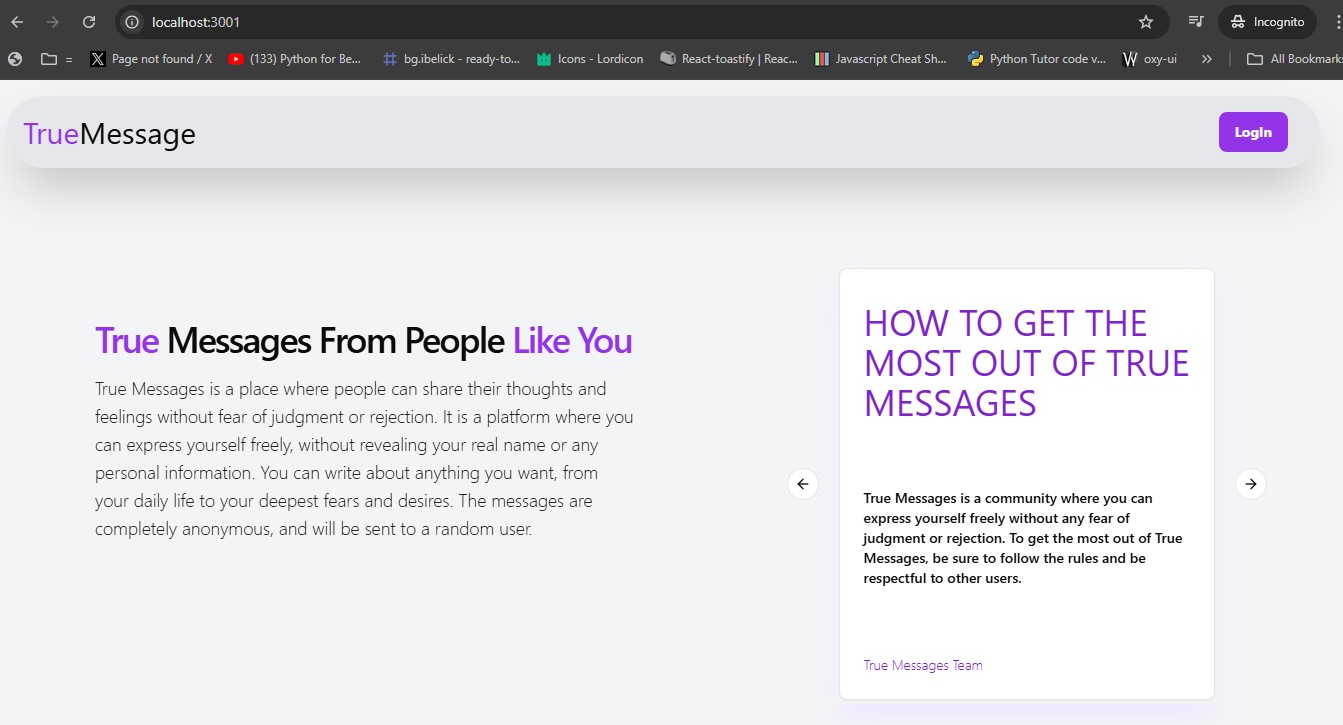 localhost:3001
Incognito
=
Page not found / X
(133) Python for Be...
bg.ibelick - ready-to...
Icons - Lordicon
React-toastify | Reac...
Javascript Cheat Sh...
Python Tutor code v...
oxy-ui
»
All Bookmarks
TrueMessage
LogIn
True Messages From People Like You
True Messages is a place where people can share their thoughts and
feelings without fear of judgment or rejection. It is a platform where you
can express yourself freely, without revealing your real name or any
personal information. You can write about anything you want, from
your daily life to your deepest fears and desires. The messages are
completely anonymous, and will be sent to a random user.
HOW TO GET THE
MOST OUT OF TRUE
MESSAGES
True Messages is a community where you can
express yourself freely without any fear of
judgment or rejection. To get the most out of True
Messages, be sure to follow the rules and be
respectful to other users.
True Messages Team